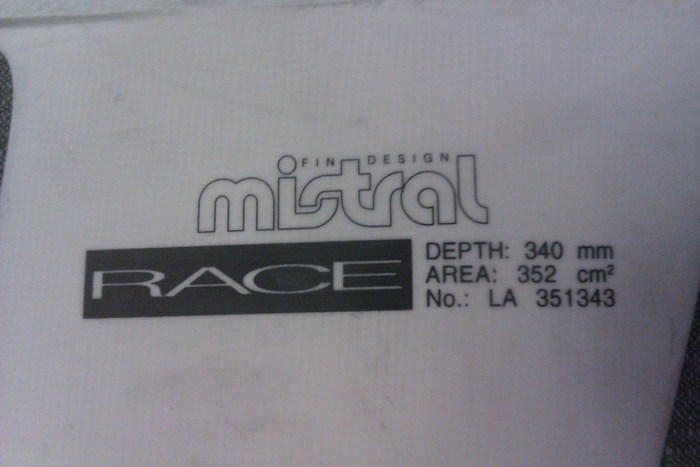 FIN DESIGN
mistral
RACE
DEPTH: 340 mm
AREA: 352 cm²
No.: LA 351343